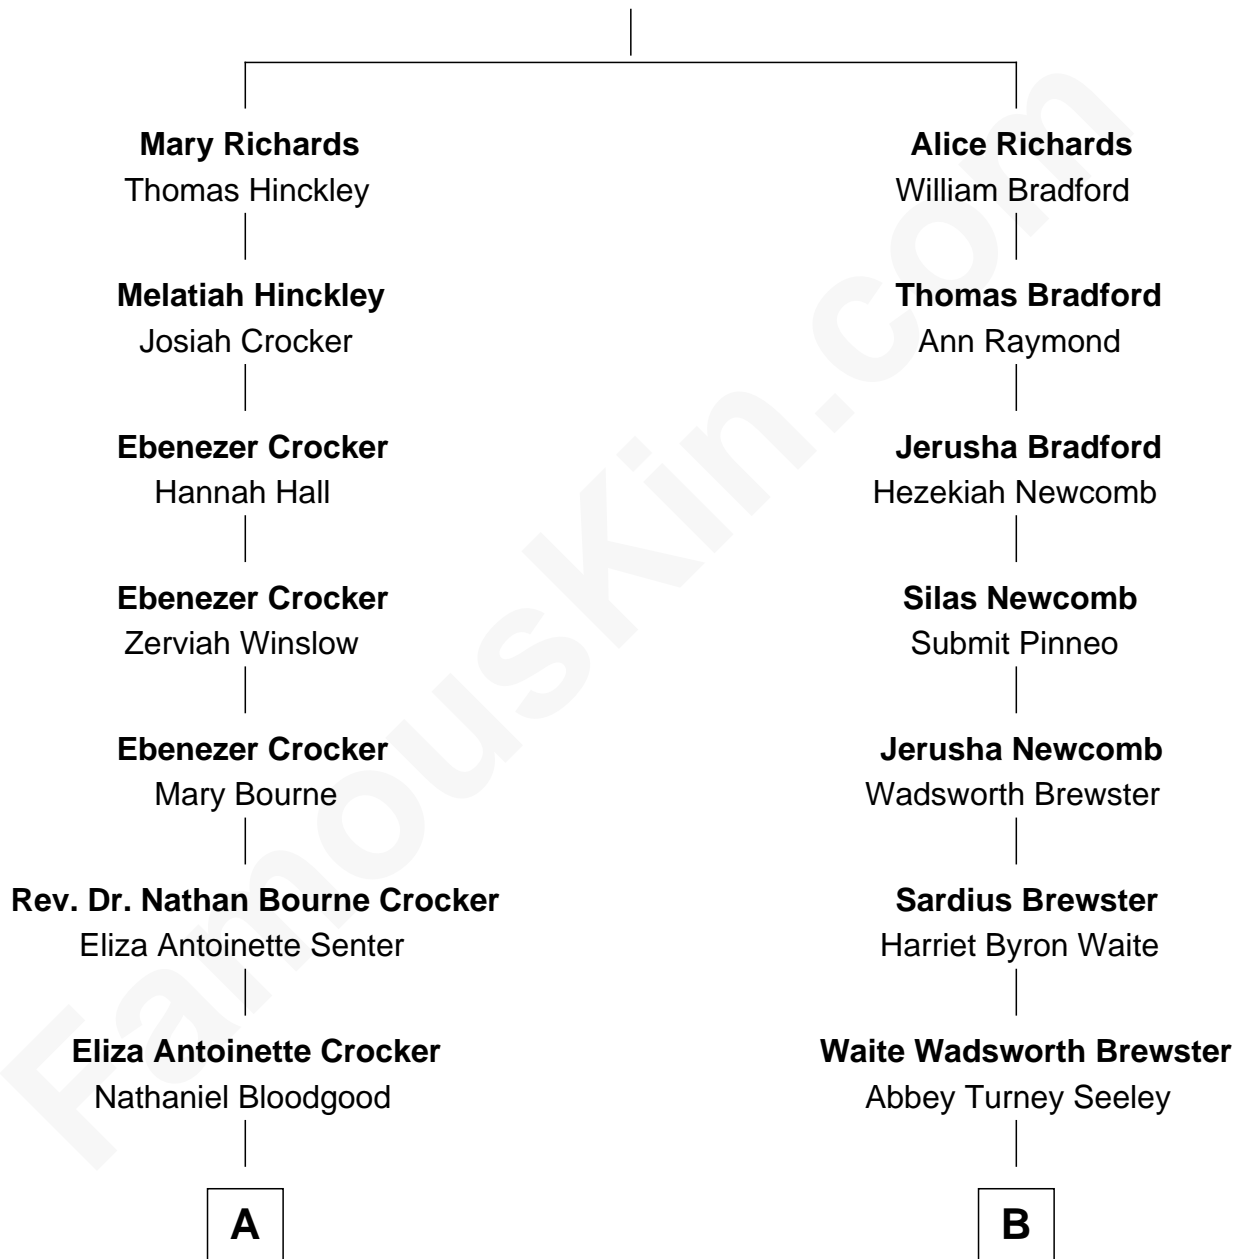 Mary Richards
Thomas Hinckley
Melatiah Hinckley
Josiah Crocker
Ebenezer Crocker
Hannah Hall
Ebenezer Crocker
Zerviah Winslow
Ebenezer Crocker
Mary Bourne
Rev. Dr. Nathan Bourne Crocker
Eliza Antoinette Senter
Eliza Antoinette Crocker
Nathaniel Bloodgood
A
Alice Richards
William Bradford
Thomas Bradford
Ann Raymond
Jerusha Bradford
Hezekiah Newcomb
Silas Newcomb
Submit Pinneo
Jerusha Newcomb
Wadsworth Brewster
Sardius Brewster
Harriet Byron Waite
Waite Wadsworth Brewster
Abbey Turney Seeley
B
FamousKin.com